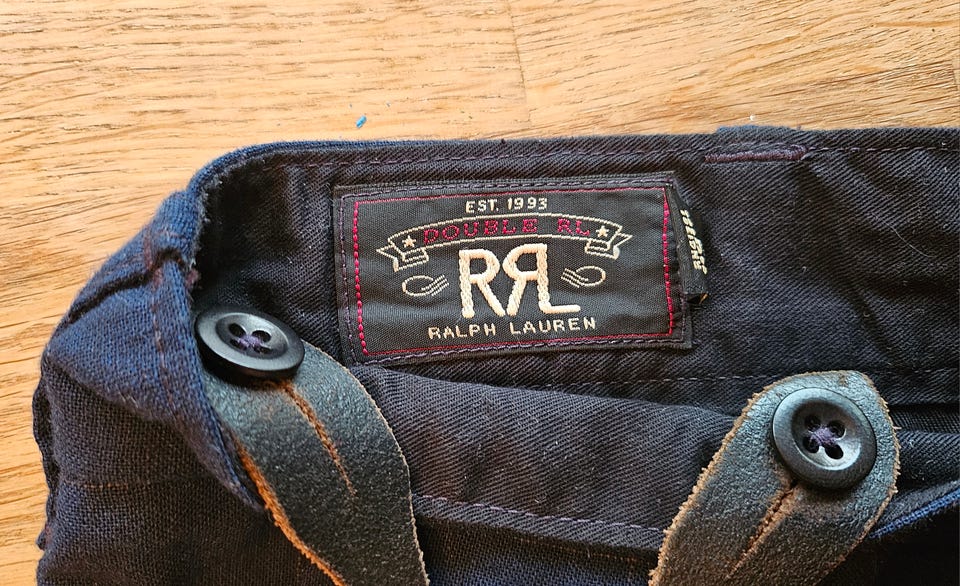 EST. 1993
DOUBLE RL
RRL
RALPH LAUREN